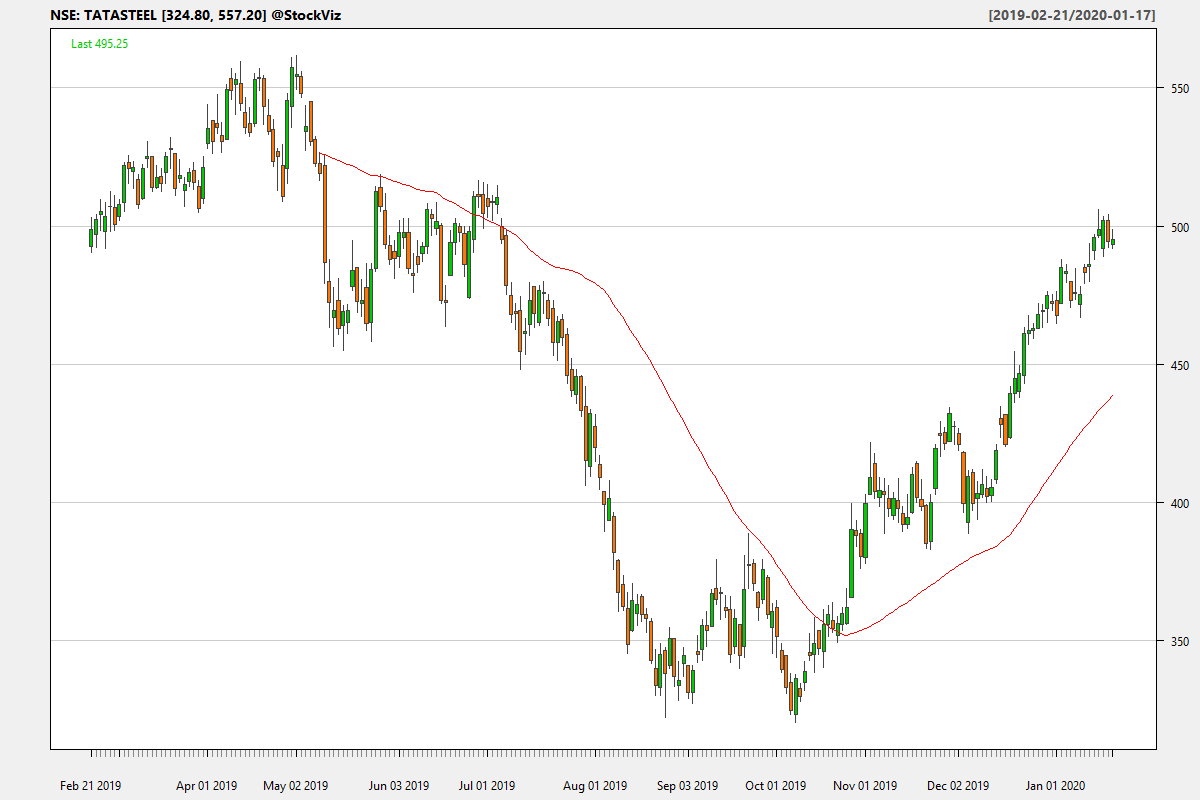 NSE: TATASTEEL [324.80, 557.20] @StockViz [2019-02-21/2020-01-17]
Last 495.25
550
500
450
400
350
Feb 21 2019 Apr 01 2019 May 02 2019 Jun 03 2019 Jul 01 2019 Aug 01 2019 Sep 03 2019 Oct 01 2019 Nov 01 2019 Dec 02 2019 Jan 01 2020